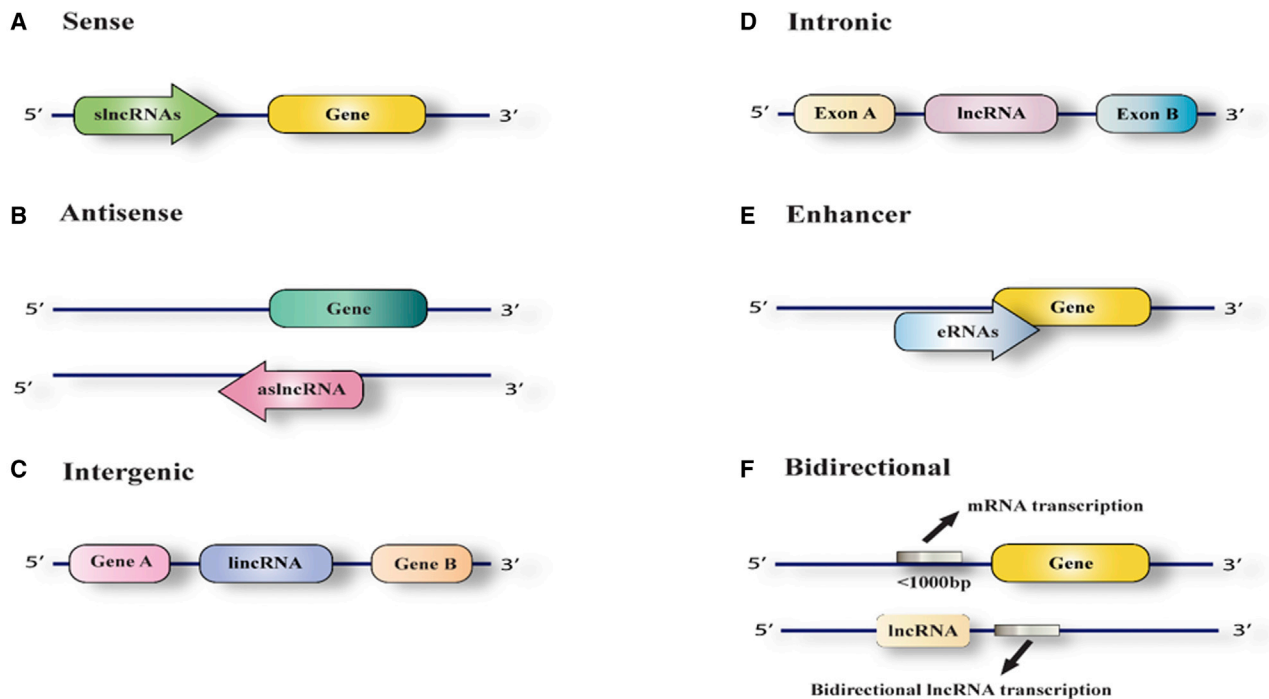 A Sense
5′ slncRNAs Gene 3′
B Antisense
5′ Gene 3′
5′ aslncRNA 3′
C Intergenic
5′ Gene A lincRNA Gene B 3′
D Intronic
5′ Exon A lncRNA Exon B 3′
E Enhancer
5′ Gene 3′
eRNAs
F Bidirectional
mRNA transcription
5′ Gene 3′
<1000bp
5′ lncRNA 3′
Bidirectional lncRNA transcription